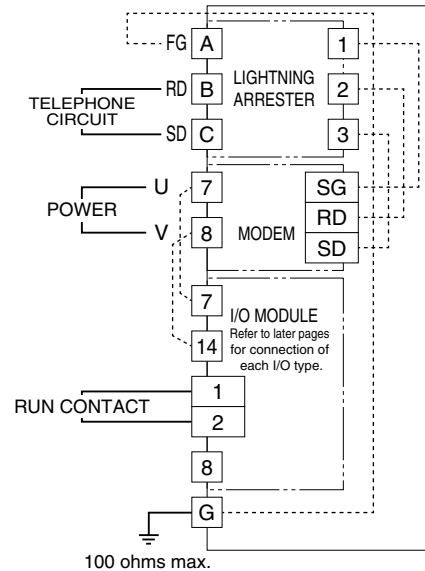 FG A 1
RD B LIGHTNING ARRESTER 2
TELEPHONE CIRCUIT
SD C 3
U 7 SG
POWER
RD
V 8 MODEM
SD
7
I/O MODULE
Refer to later pages
14 for connection of
each I/O type.
1
RUN CONTACT
2
8
G
100 ohms max.